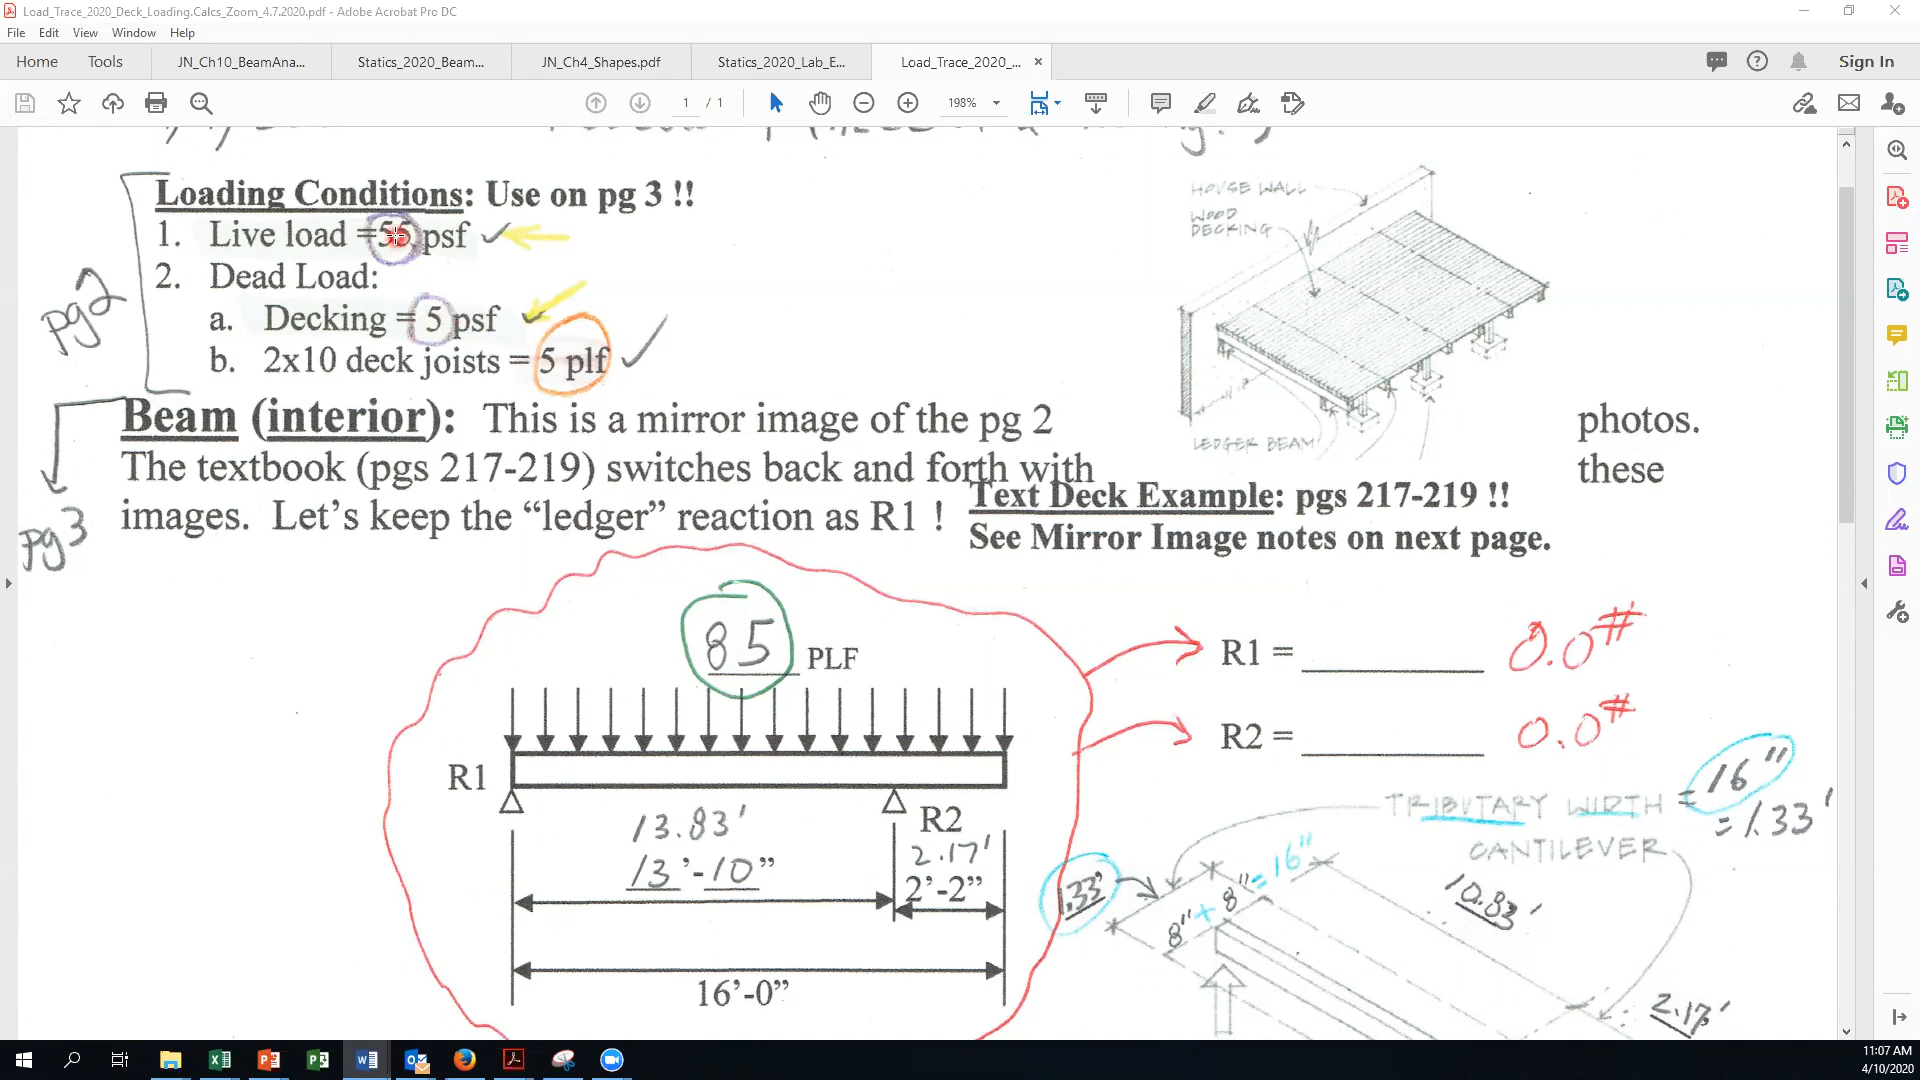 Load_Trace_2020_Deck_Loading.Calcs_Zoom_4.7.2020.pdf - Adobe Acrobat Pro DC
File Edit View Window Help
Home Tools JN_Ch10_BeamAna... Statics_2020_Beam... JN_Ch4_Shapes.pdf Statics_2020_Lab_E... Load_Trace_2020_... × Sign In
1 / 1 198%
Loading Conditions: Use on pg 3 !!
1. Live load =55 psf
2. Dead Load:
a. Decking = 5 psf
b. 2x10 deck joists = 5 plf
pg2
HOUSE WALL
WOOD
DECKING
LEDGER BEAM
Beam (interior): This is a mirror image of the pg 2 photos.
The textbook (pgs 217-219) switches back and forth with these
images. Let's keep the “ledger” reaction as R1 !
pg3
Text Deck Example: pgs 217-219 !!
See Mirror Image notes on next page.
85 PLF
R1 = 0.0#
R2 = 0.0#
R1
R2
13.83'
13'-10”
2.17'
2'-2”
16'-0”
TRIBUTARY WIDTH = 16"
= 1.33'
CANTILEVER
1.33'
8" + 8" = 16"
10.83'
2.17'
11:07 AM
4/10/2020